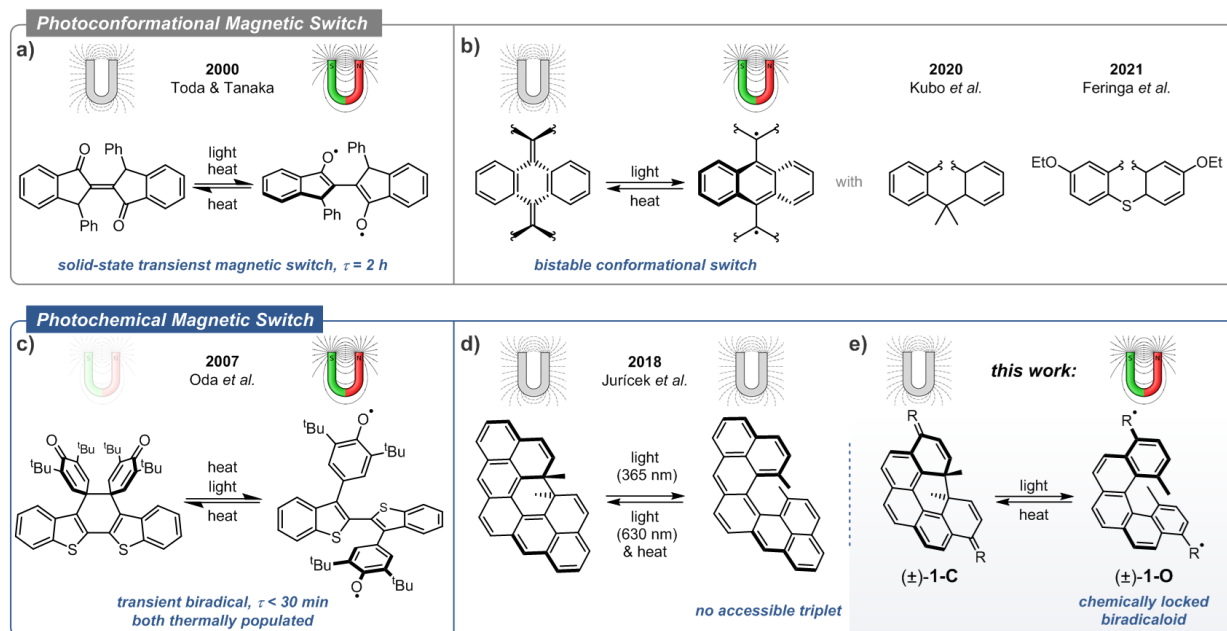 Photoconformational Magnetic Switch
a)
2000
Toda & Tanaka
S N
Ph
O
O
Ph
light
heat
heat
O•
Ph
Ph
O•
solid-state transienst magnetic switch, τ = 2 h
b)
S N
light
heat
bistable conformational switch
with
2020
Kubo et al.
2021
Feringa et al.
EtO
OEt
S
Photochemical Magnetic Switch
c)
S N
2007
Oda et al.
S N
O
tBu
tBu
O
tBu
tBu
S
S
heat
light
heat
O•
tBu
tBu
S
S
tBu
tBu
O•
transient biradical, τ < 30 min
both thermally populated
d)
2018
Jurícek et al.
light
(365 nm)
light
(630 nm)
& heat
no accessible triplet
e)
this work:
S N
R
R
(±)-1-C
light
heat
R•
R•
(±)-1-O
chemically locked
biradicaloid